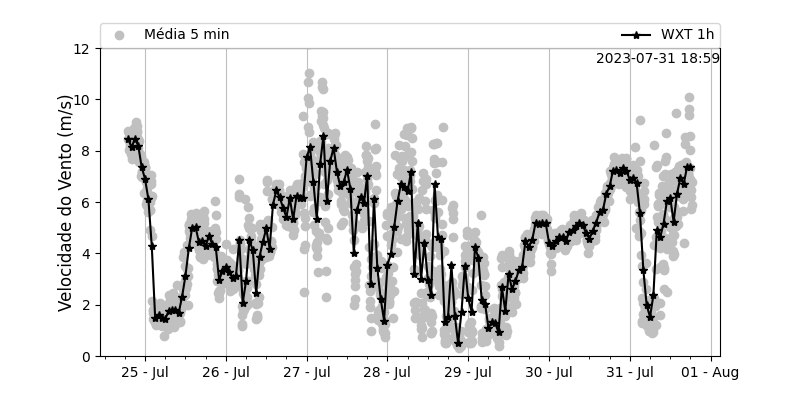 Média 5 min
WXT 1h
2023-07-31 18:59
Velocidade do Vento (m/s)
12
10
8
6
4
2
0
25 - Jul
26 - Jul
27 - Jul
28 - Jul
29 - Jul
30 - Jul
31 - Jul
01 - Aug